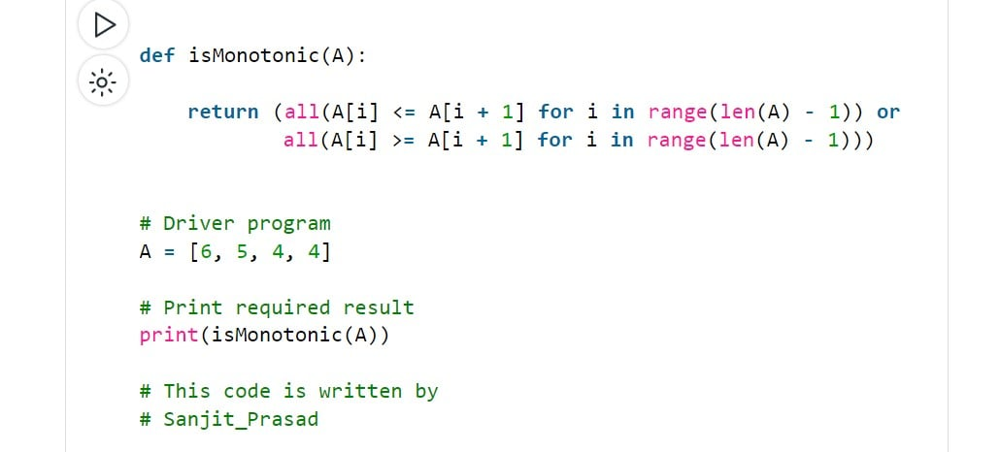 def isMonotonic(A):
return (all(A[i] <= A[i + 1] for i in range(len(A) - 1)) or
all(A[i] >= A[i + 1] for i in range(len(A) - 1)))
# Driver program
A = [6, 5, 4, 4]
# Print required result
print(isMonotonic(A))
# This code is written by
# Sanjit_Prasad